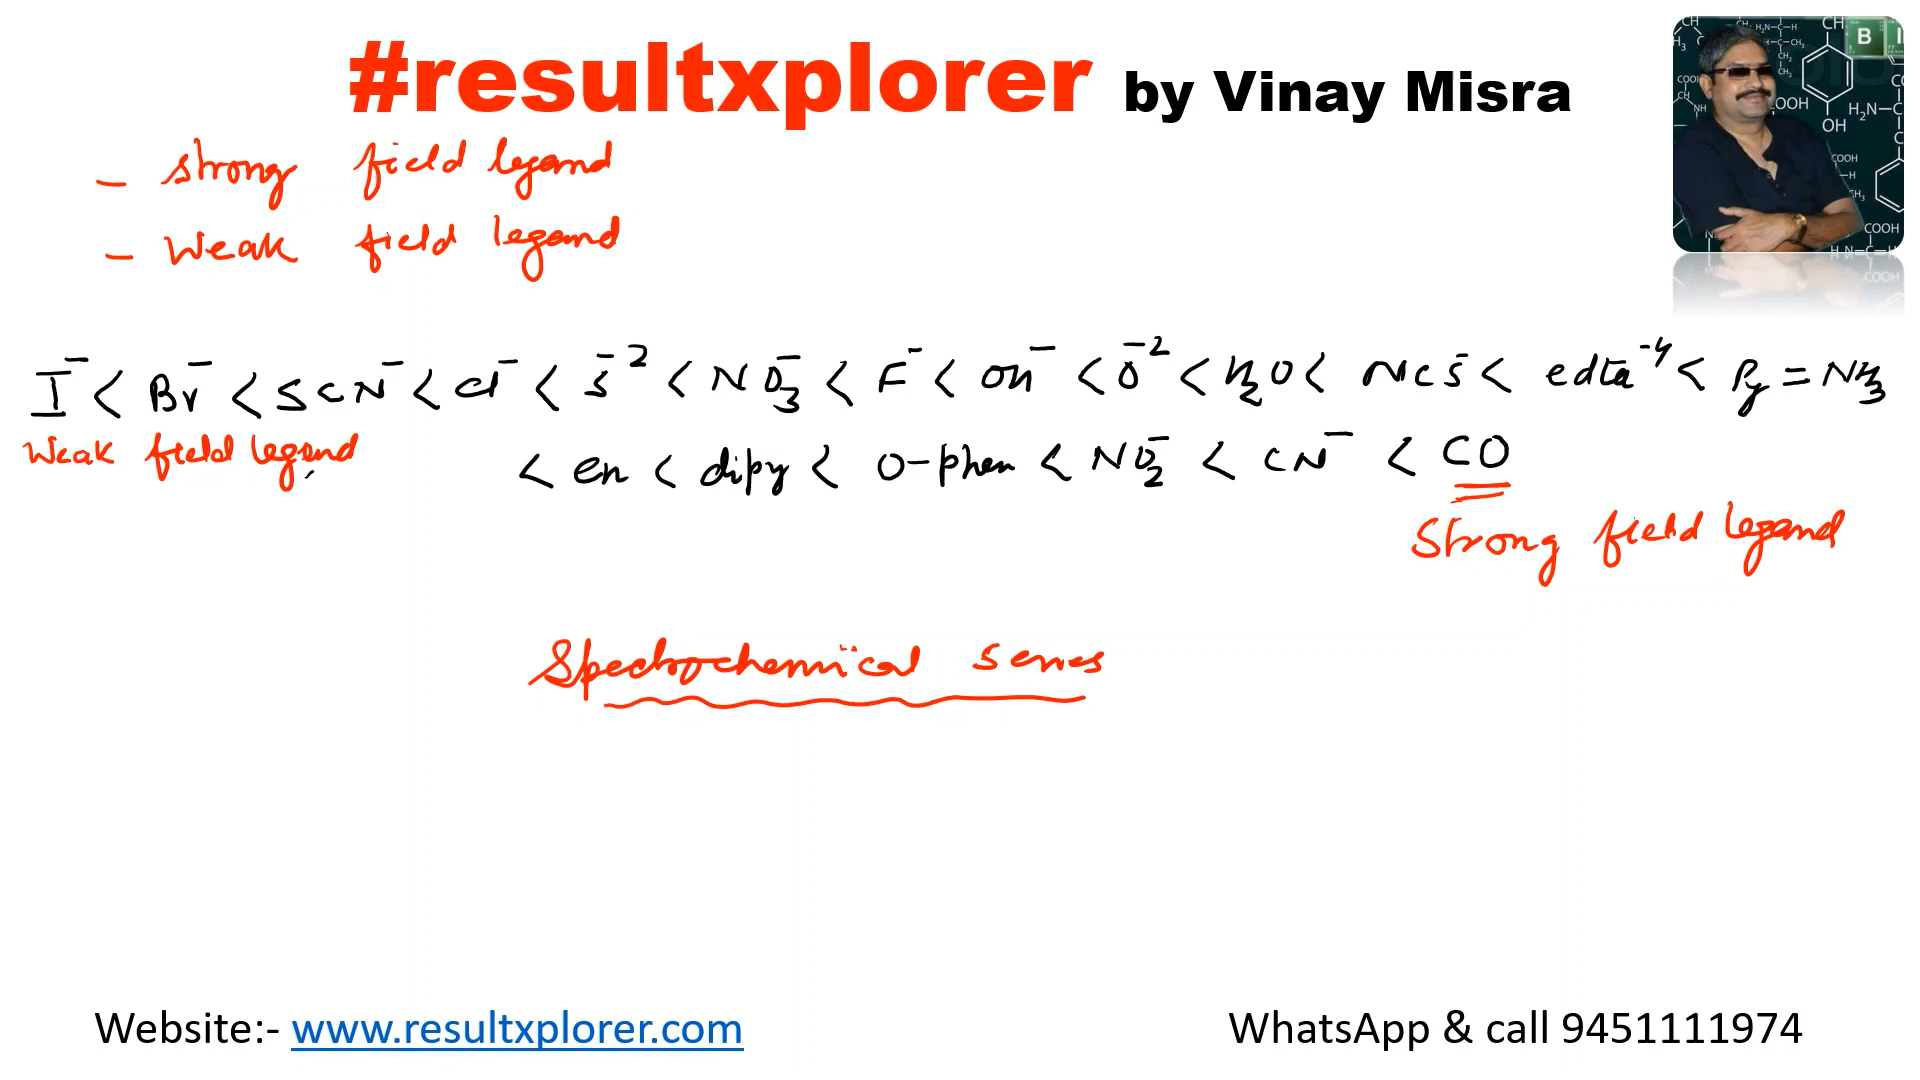 #resultxplorer by Vinay Misra
- strong field legand
- Weak field legand
I⁻ < Br⁻ < SCN⁻ < Cl⁻ < S⁻² < NO₃⁻ < F⁻ < OH⁻ < O⁻² < H₂O < NCS⁻ < edta⁻⁴ < Py = NH₃
Weak field legend
< en < dipy < O-phen < NO₂⁻ < CN⁻ < CO
Strong field legand
Spectrochemical series
Website:- www.resultxplorer.com
WhatsApp & call 9451111974